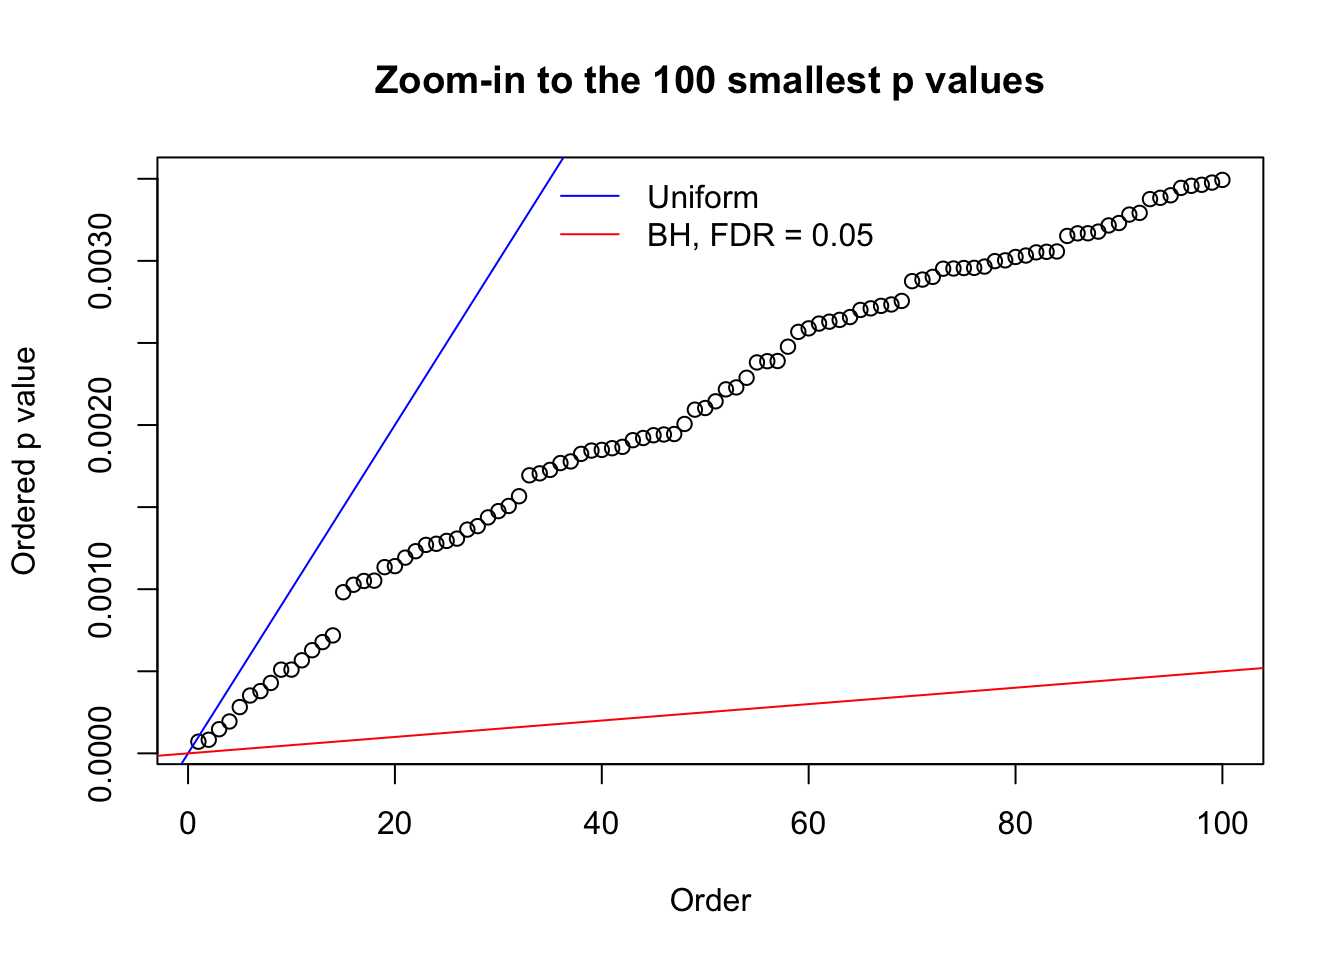 Zoom-in to the 100 smallest p values
Uniform
BH, FDR = 0.05
Ordered p value
0.0030
0.0020
0.0010
0.0000
0 20 40 60 80 100
Order